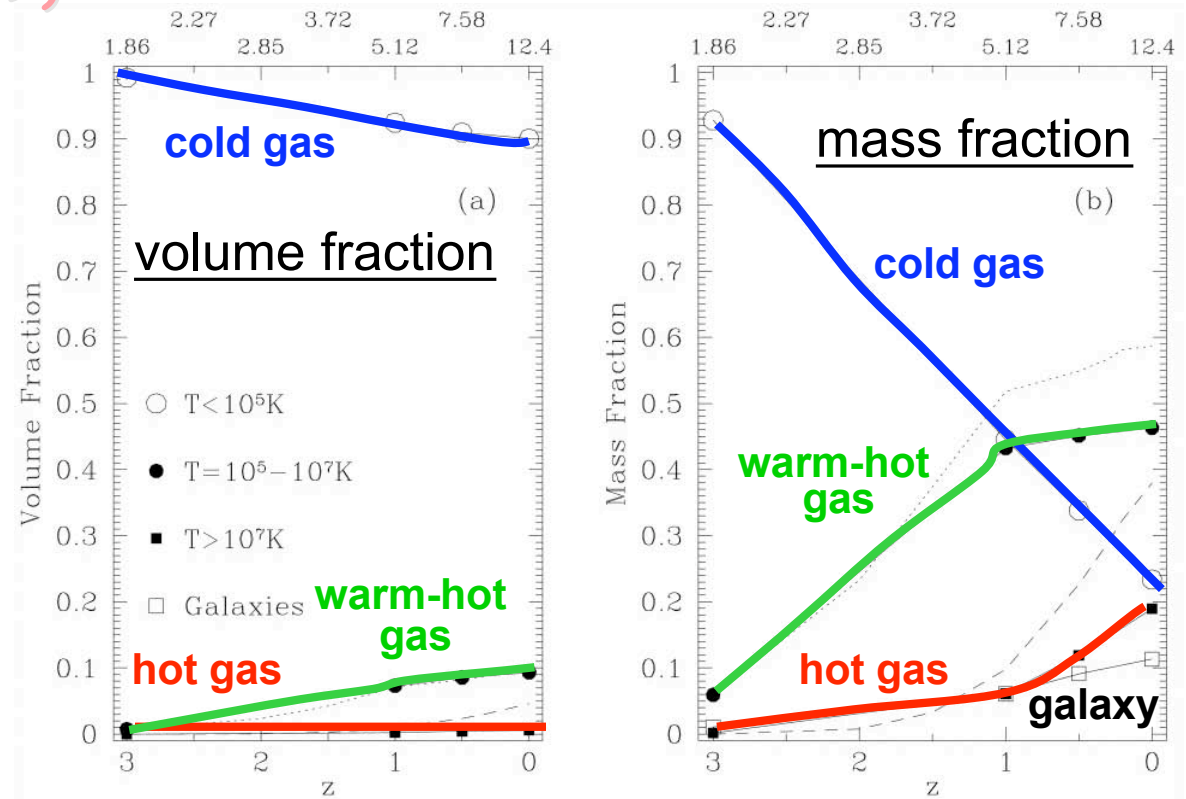 2.27 3.72 7.58
1.86 2.85 5.12 12.4
1
0.9
0.8
0.7
0.6
0.5
0.4
0.3
0.2
0.1
0
Volume Fraction
cold gas
(a)
volume fraction
T<10⁵K
T=10⁵−10⁷K
T>10⁷K
Galaxies
warm-hot
gas
hot gas
3 2 1 0
z
2.27 3.72 7.58
1.86 2.85 5.12 12.4
1
0.9
0.8
0.7
0.6
0.5
0.4
0.3
0.2
0.1
0
Mass Fraction
mass fraction
(b)
cold gas
warm-hot
gas
hot gas
galaxy
3 2 1 0
z